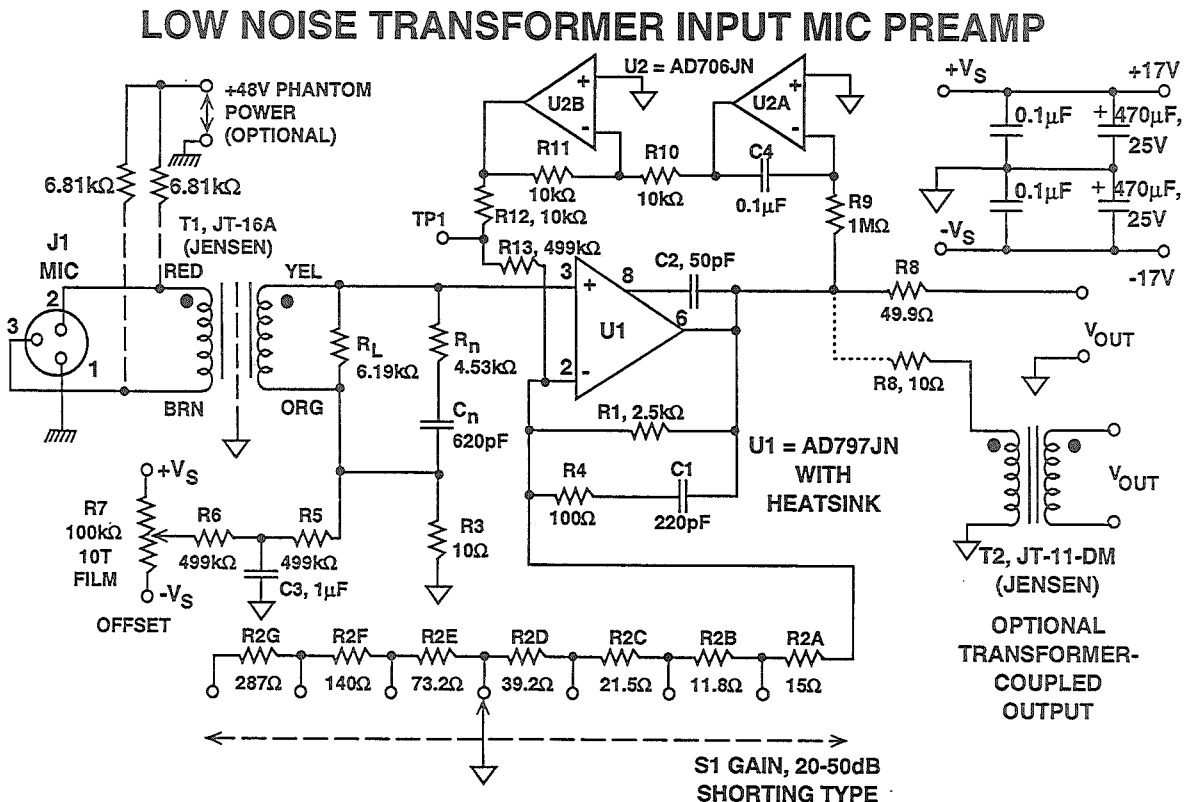 LOW NOISE TRANSFORMER INPUT MIC PREAMP
+48V PHANTOM
POWER
(OPTIONAL)
6.81kΩ
6.81kΩ
T1, JT-16A
(JENSEN)
J1
MIC
2
3
1
RED
BRN
YEL
ORG
U2 = AD706JN
U2B
+
-
U2A
+
-
R11
10kΩ
R10
10kΩ
C4
0.1µF
R12, 10kΩ
TP1
R13, 499kΩ
R9
1MΩ
+VS
+17V
0.1µF
+ 470µF,
25V
0.1µF
+ 470µF,
25V
-VS
-17V
RL
6.19kΩ
Rn
4.53kΩ
Cn
620pF
3
+
8
C2, 50pF
U1
6
2
-
R8
49.9Ω
VOUT
R8, 10Ω
R1, 2.5kΩ
R4
100Ω
C1
220pF
U1 = AD797JN
WITH
HEATSINK
VOUT
T2, JT-11-DM
(JENSEN)
OPTIONAL
TRANSFORMER-
COUPLED
OUTPUT
+VS
R7
100kΩ
10T
FILM
-VS
OFFSET
R6
499kΩ
R5
499kΩ
C3, 1µF
R3
10Ω
R2G
287Ω
R2F
140Ω
R2E
73.2Ω
R2D
39.2Ω
R2C
21.5Ω
R2B
11.8Ω
R2A
15Ω
S1 GAIN, 20-50dB
SHORTING TYPE